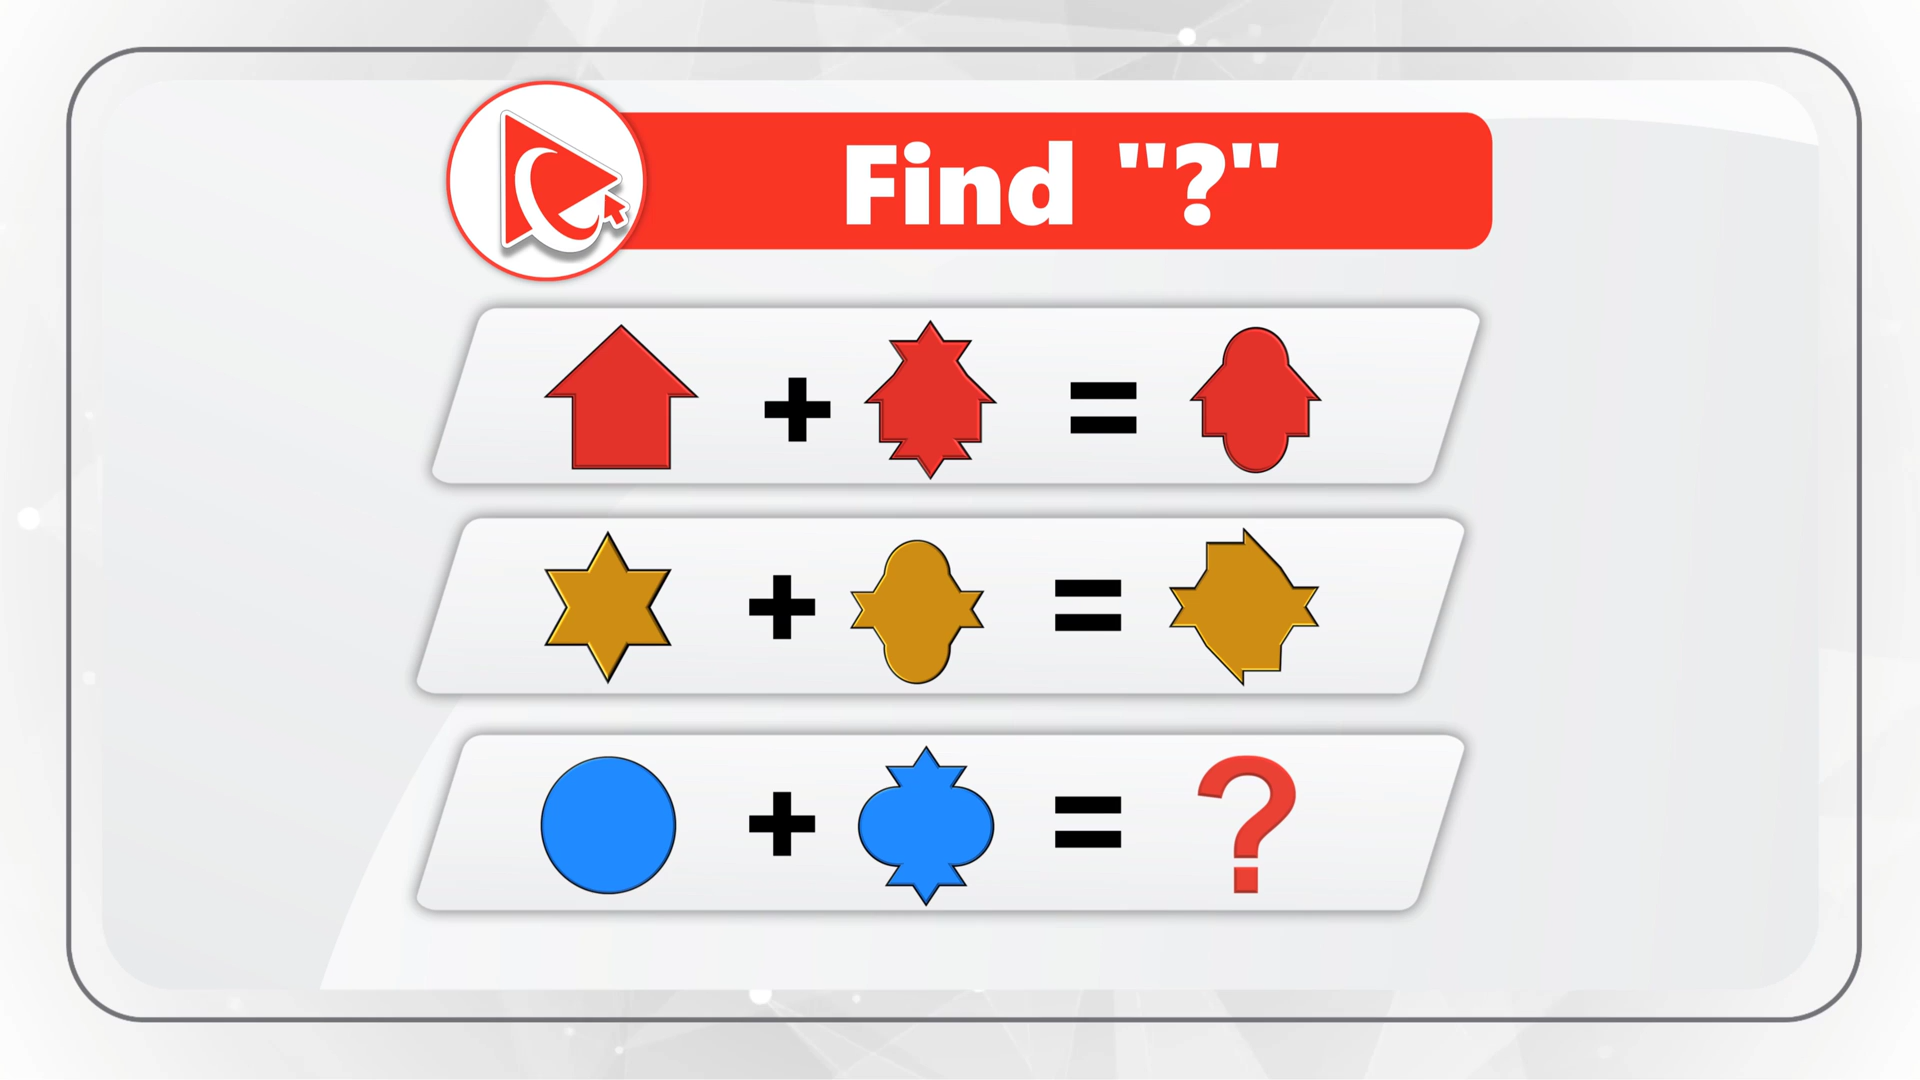 Find "?"
+ =
+ =
+ = ?